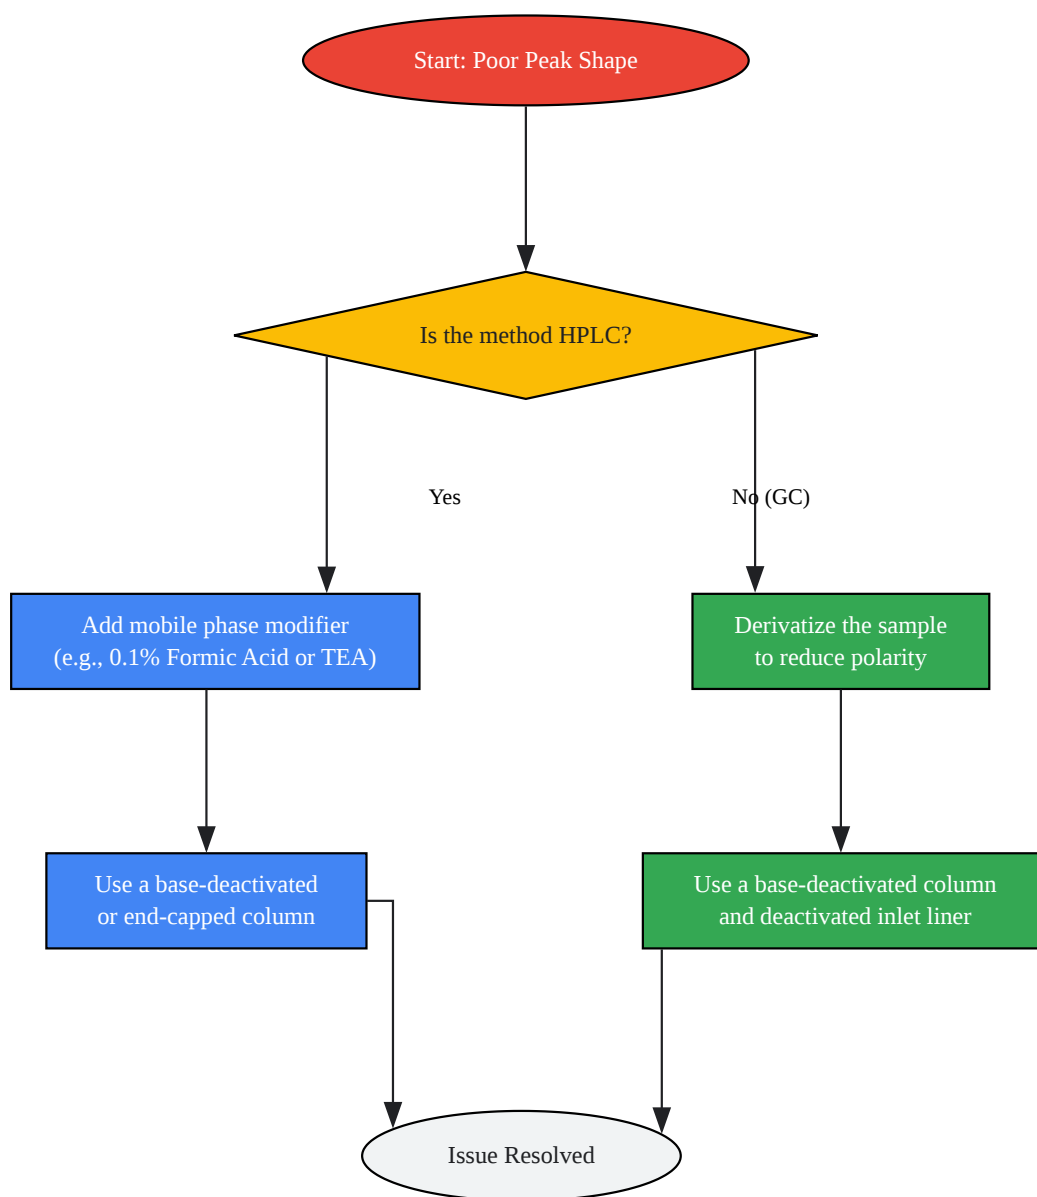 Start: Poor Peak Shape
Is the method HPLC?
Yes
No (GC)
Add mobile phase modifier
(e.g., 0.1% Formic Acid or TEA)
Derivatize the sample
to reduce polarity
Use a base-deactivated
or end-capped column
Use a base-deactivated column
and deactivated inlet liner
Issue Resolved